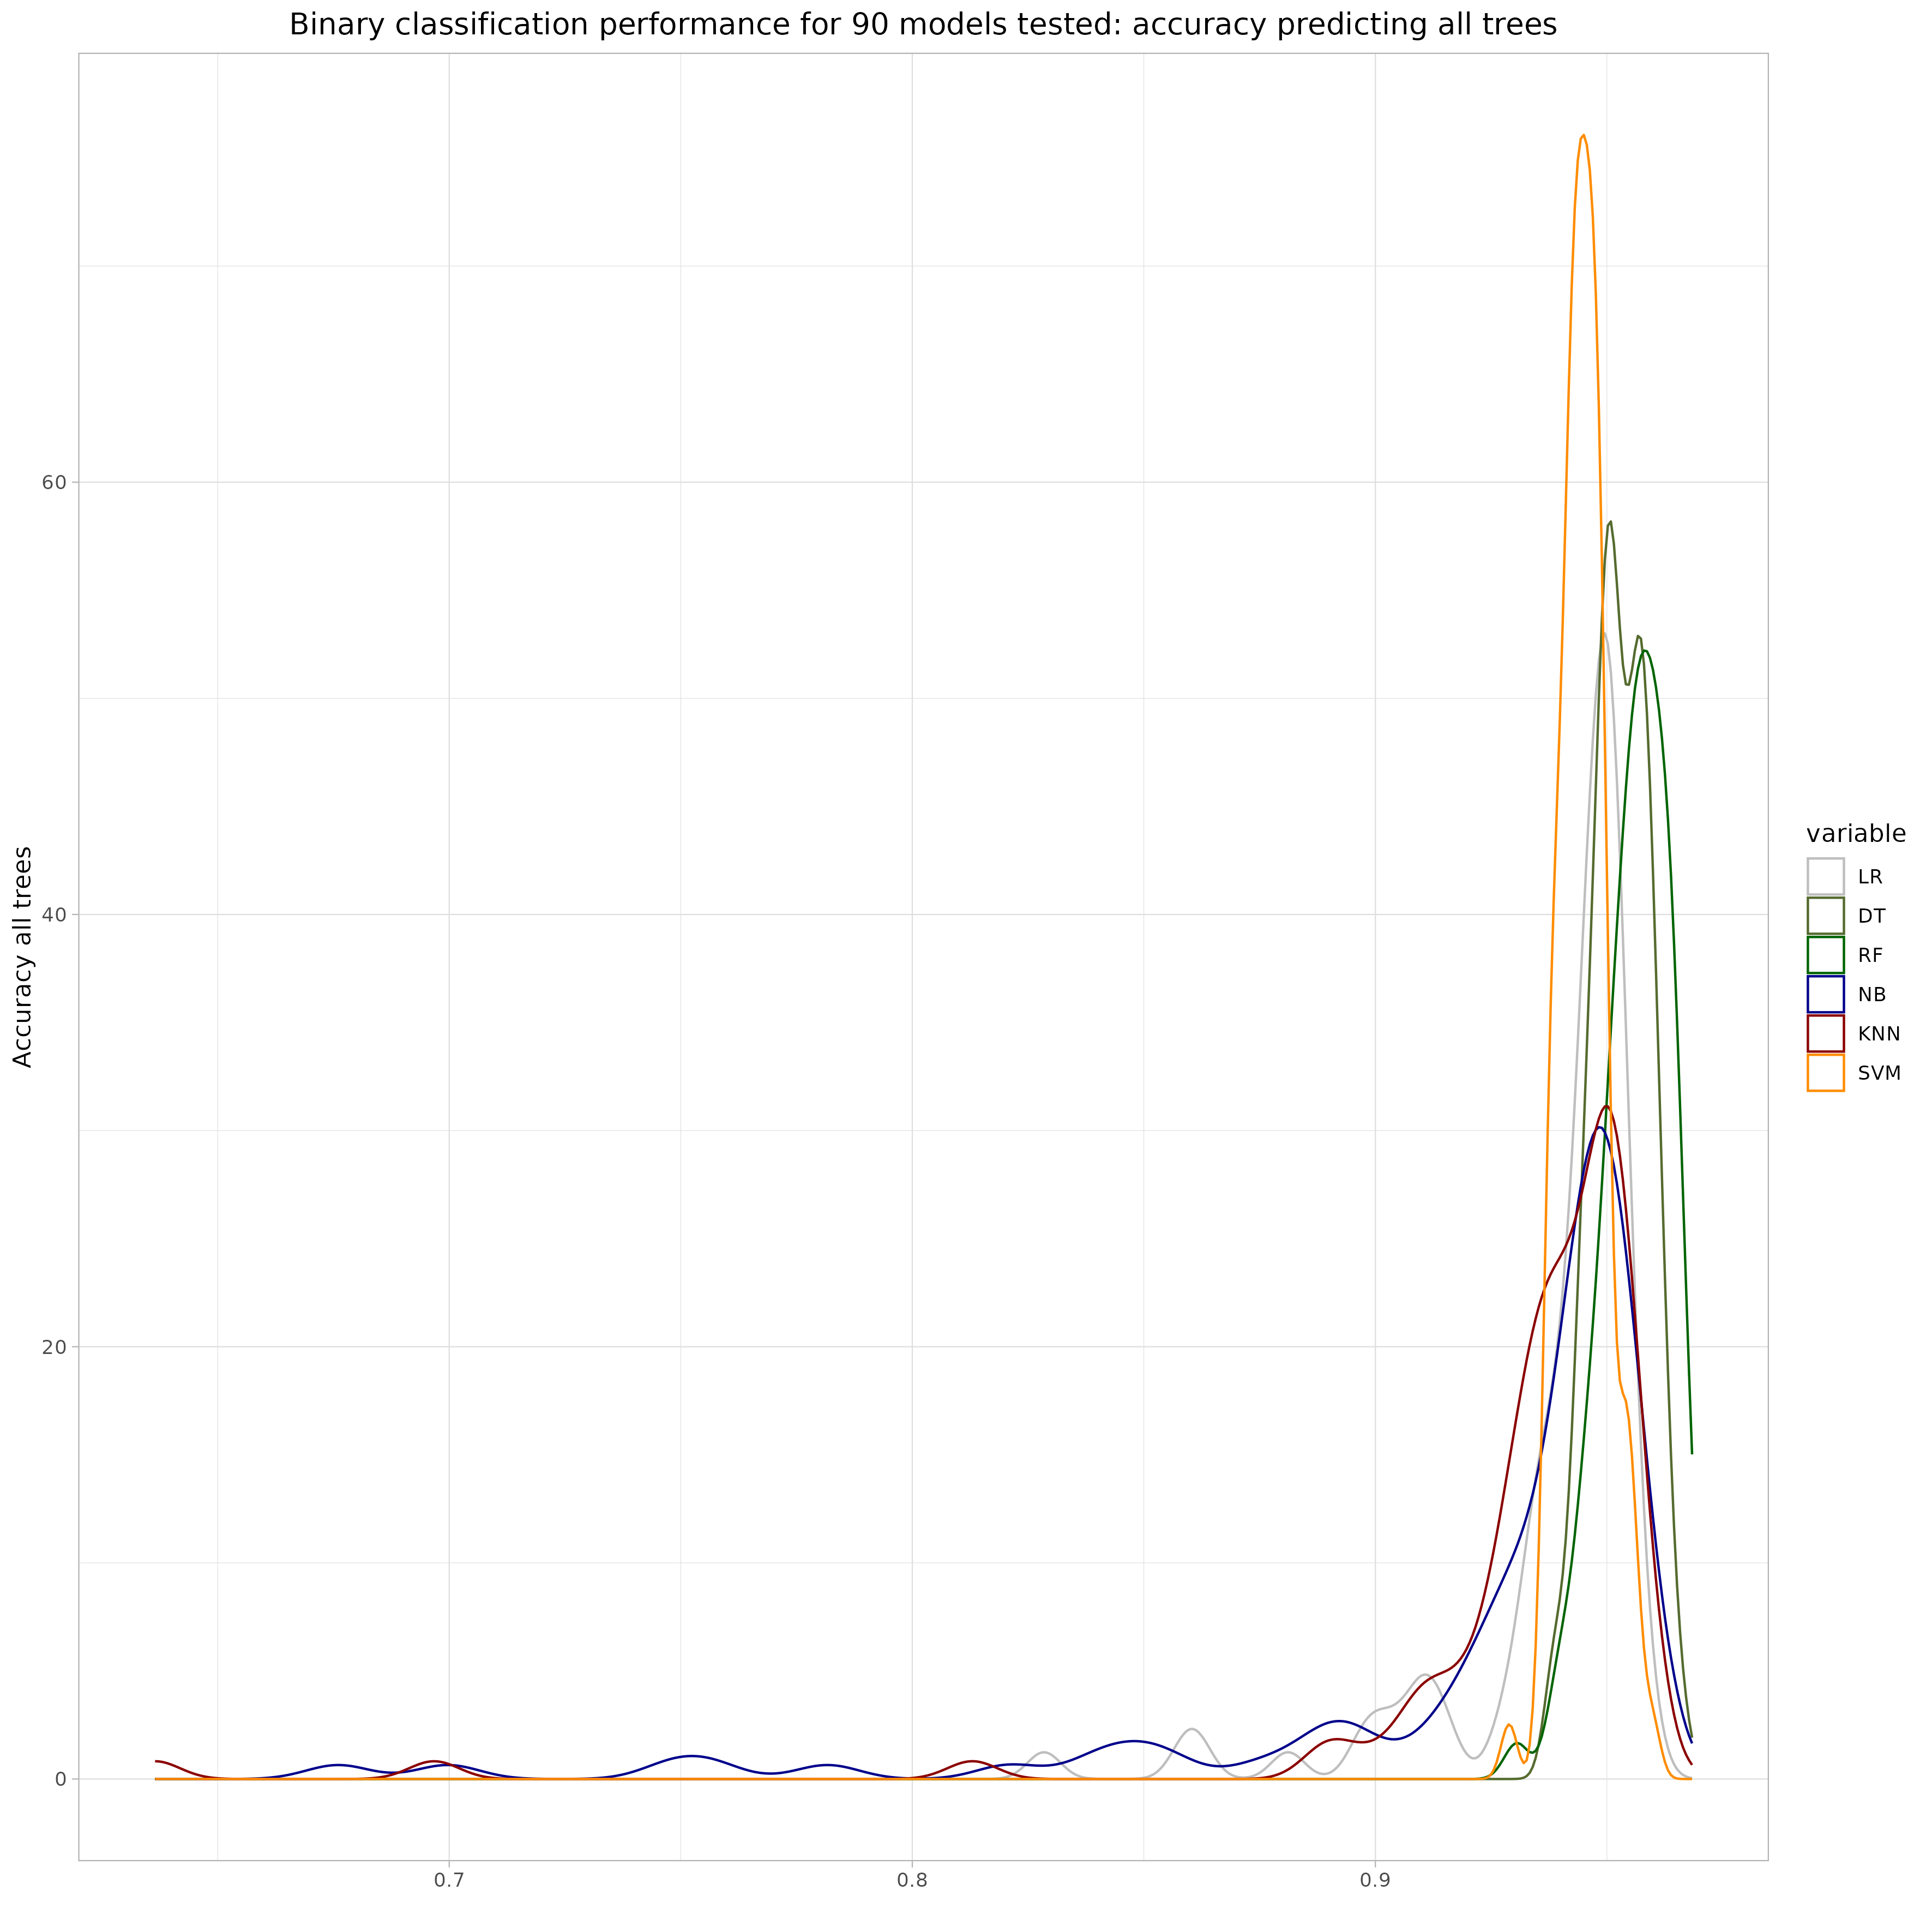 Binary classification performance for 90 models tested: accuracy predicting all trees
60
40
20
0
Accuracy all trees
0.7
0.8
0.9
variable
LR
DT
RF
NB
KNN
SVM